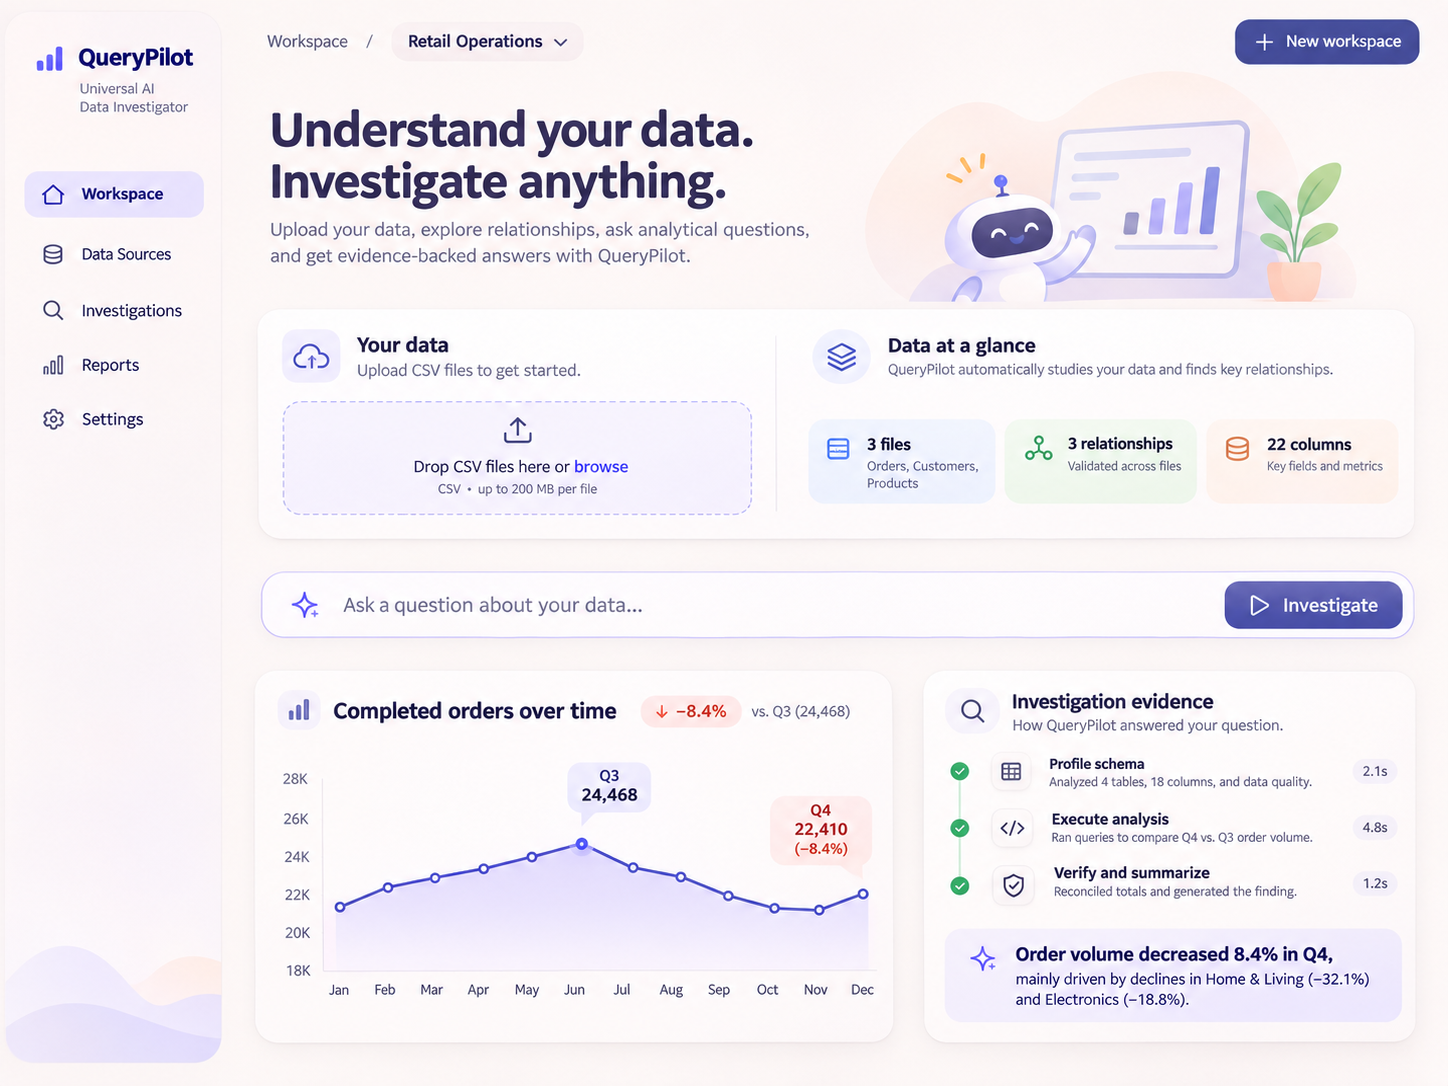 QueryPilot
Universal AI
Data Investigator
Workspace
Data Sources
Investigations
Reports
Settings
Workspace / Retail Operations
New workspace
Understand your data.
Investigate anything.
Upload your data, explore relationships, ask analytical questions,
and get evidence-backed answers with QueryPilot.
Your data
Upload CSV files to get started.
Drop CSV files here or browse
CSV • up to 200 MB per file
Data at a glance
QueryPilot automatically studies your data and finds key relationships.
3 files
Orders, Customers,
Products
3 relationships
Validated across files
22 columns
Key fields and metrics
Ask a question about your data...
Investigate
Completed orders over time
↓ −8.4% vs. Q3 (24,468)
28K
26K
24K
22K
20K
18K
Q3
24,468
Q4
22,410
(−8.4%)
Jan Feb Mar Apr May Jun Jul Aug Sep Oct Nov Dec
Investigation evidence
How QueryPilot answered your question.
Profile schema
Analyzed 4 tables, 18 columns, and data quality.
2.1s
Execute analysis
Ran queries to compare Q4 vs. Q3 order volume.
4.8s
Verify and summarize
Reconciled totals and generated the finding.
1.2s
Order volume decreased 8.4% in Q4,
mainly driven by declines in Home & Living (−32.1%)
and Electronics (−18.8%).